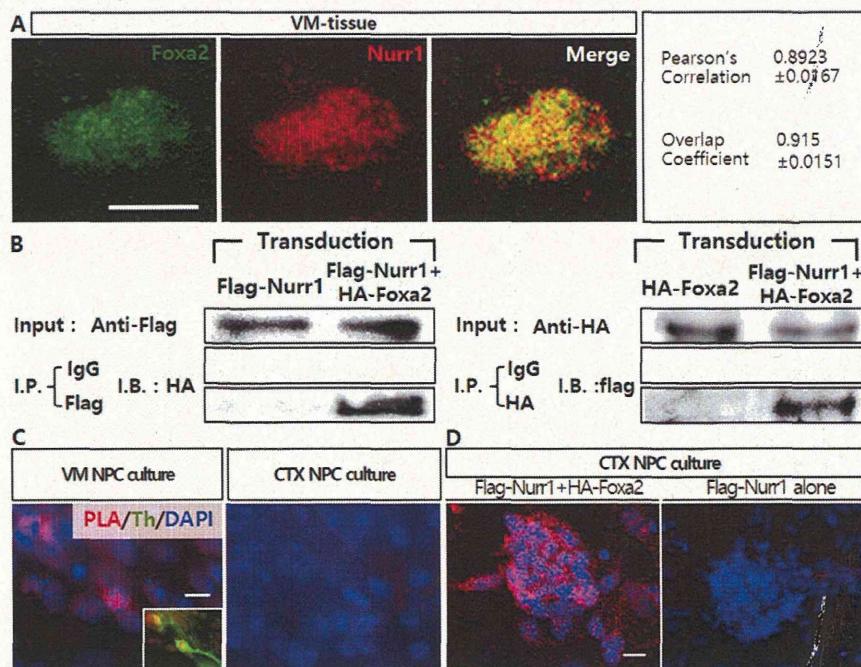 A
VM-tissue
Foxa2
Nurr1
Merge
Pearson's Correlation 0.8923 ±0.0167
Overlap Coefficient 0.915 ±0.0151
B
Transduction
Flag-Nurr1
Flag-Nurr1+
HA-Foxa2
Input : Anti-Flag
I.P. IgG
Flag
I.B. : HA
Transduction
HA-Foxa2
Flag-Nurr1+
HA-Foxa2
Input : Anti-HA
I.P. IgG
HA
I.B. :flag
C
VM NPC culture
CTX NPC culture
PLA/Th/DAPI
D
CTX NPC culture
Flag-Nurr1+HA-Foxa2
Flag-Nurr1 alone